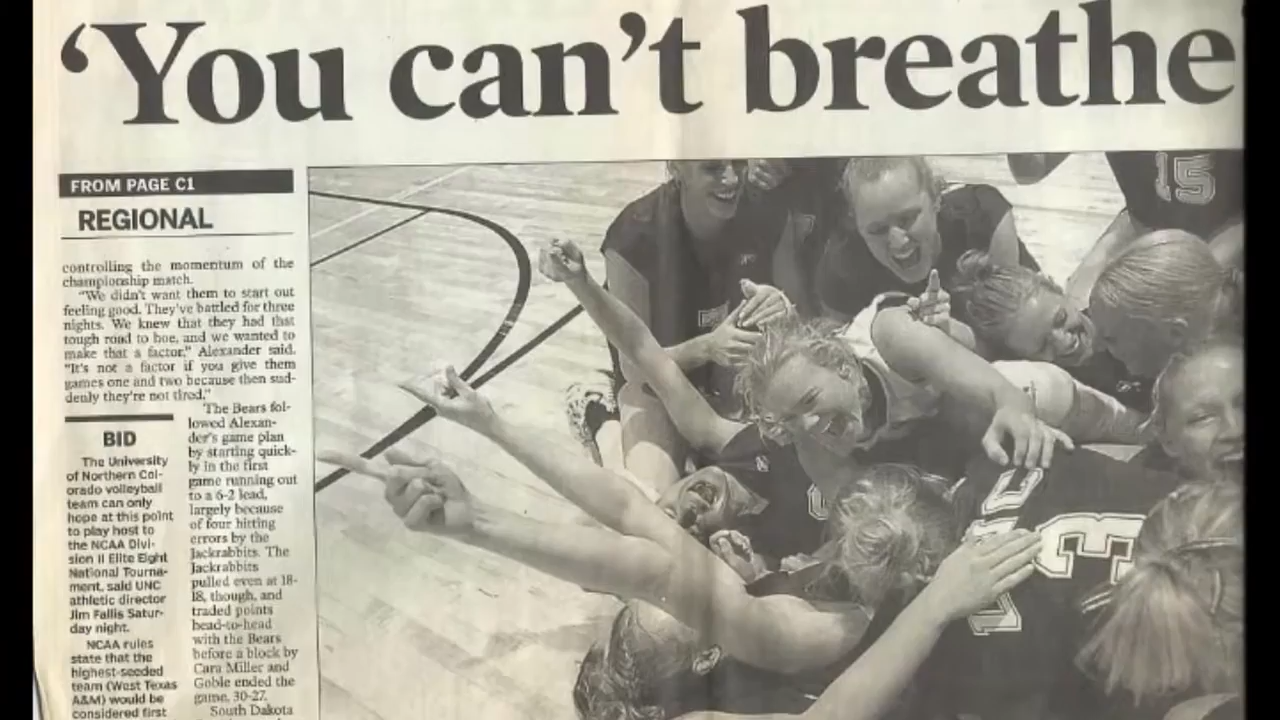 ‘You can’t breathe
FROM PAGE C1
REGIONAL
controlling the momentum of the
championship match.
“We didn’t want them to start out
feeling good. They’ve battled for three
nights. We knew that they had that
tough road to hoe, and we wanted to
make that a factor,” Alexander said.
“It’s not a factor if you give them
games one and two because then sud-
denly they’re not tired.”
The Bears fol-
lowed Alexan-
der’s game plan
by starting quick-
ly in the first
game running out
to a 6-2 lead,
largely because
of four hitting
errors by the
Jackrabbits. The
Jackrabbits
pulled even at 18-
18, though, and
traded points
head-to-head
with the Bears
before a block by
Cara Miller and
Goble ended the
game, 30-27.
South Dakota
BID
The University
of Northern Col-
orado volleyball
team can only
hope at this point
to play host to
the NCAA Divi-
sion II Elite Eight
National Tourna-
ment, said UNC
athletic director
Jim Fallis Satur-
day night.
NCAA rules
state that the
highest-seeded
team (West Texas
A&M) would be
considered first
15
UNC
3